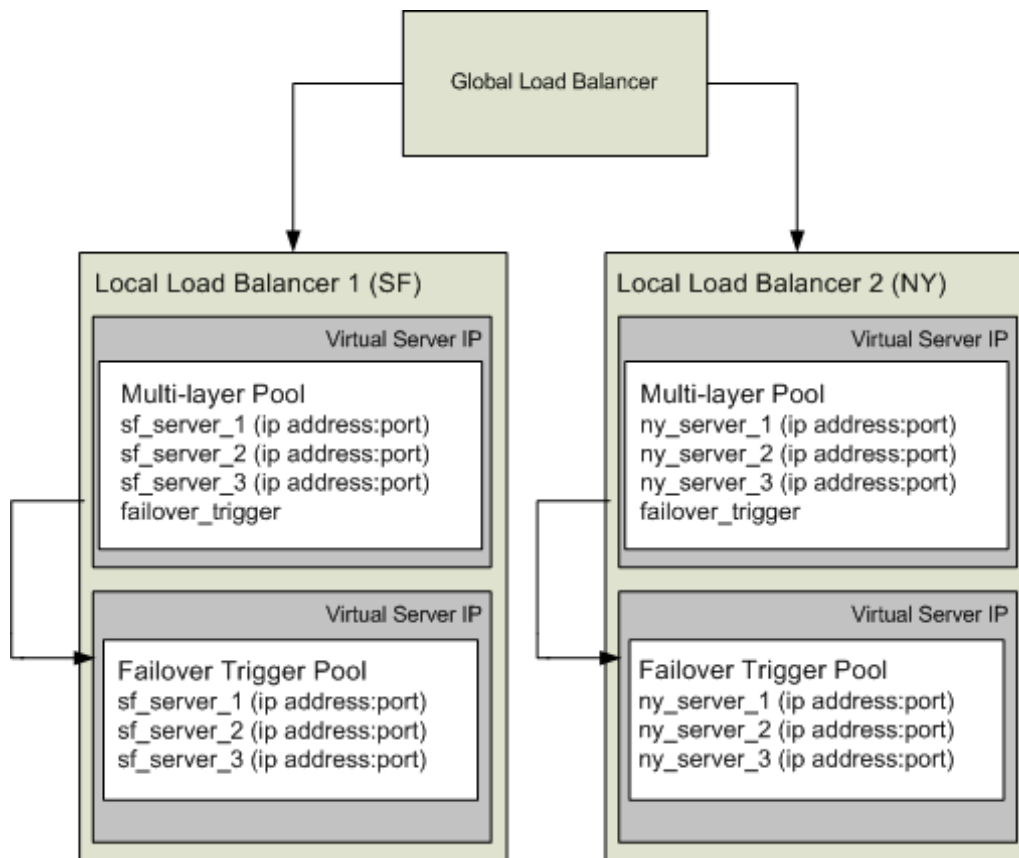 Global Load Balancer
Local Load Balancer 1 (SF)
Virtual Server IP
Multi-layer Pool
sf_server_1 (ip address:port)
sf_server_2 (ip address:port)
sf_server_3 (ip address:port)
failover_trigger
Virtual Server IP
Failover Trigger Pool
sf_server_1 (ip address:port)
sf_server_2 (ip address:port)
sf_server_3 (ip address:port)
Local Load Balancer 2 (NY)
Virtual Server IP
Multi-layer Pool
ny_server_1 (ip address:port)
ny_server_2 (ip address:port)
ny_server_3 (ip address:port)
failover_trigger
Virtual Server IP
Failover Trigger Pool
ny_server_1 (ip address:port)
ny_server_2 (ip address:port)
ny_server_3 (ip address:port)